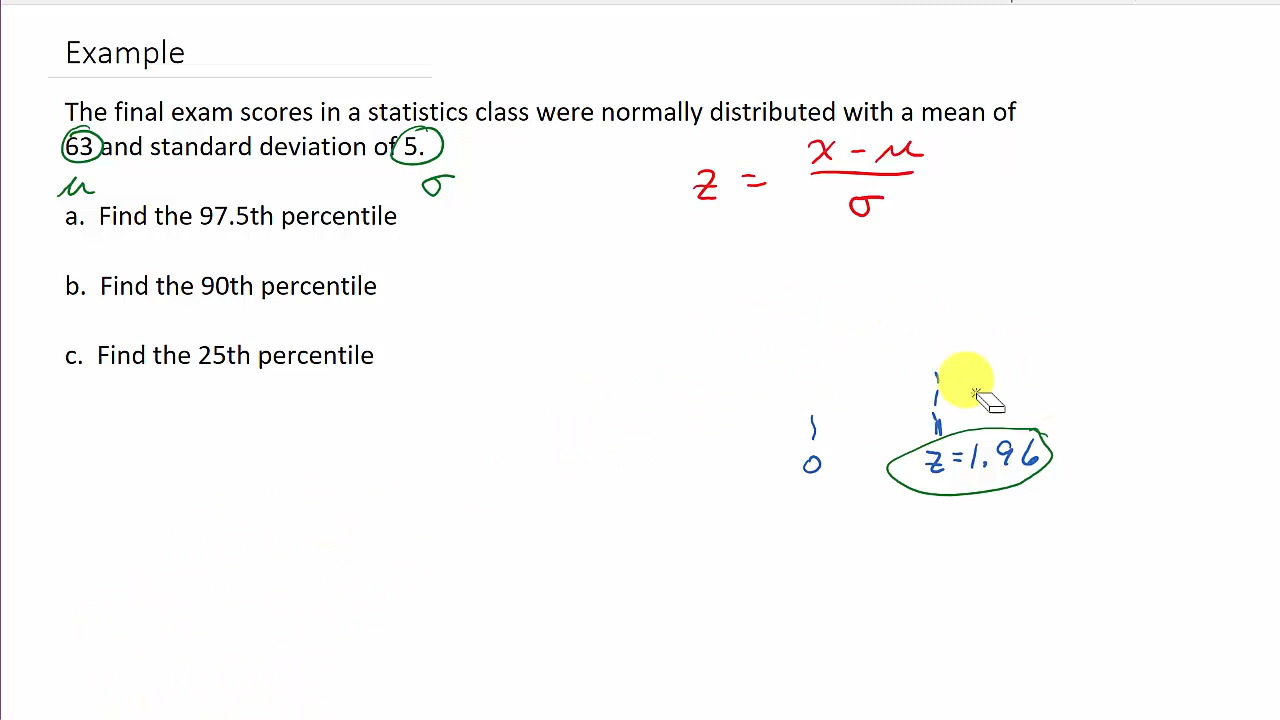 Example
The final exam scores in a statistics class were normally distributed with a mean of
63 and standard deviation of 5.
μ σ
z = x - μ / σ
a. Find the 97.5th percentile
b. Find the 90th percentile
c. Find the 25th percentile
0 z=1.96